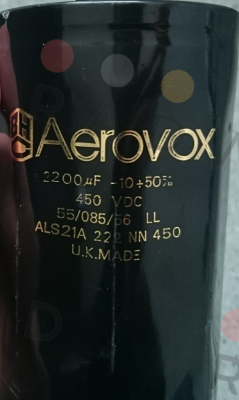 Aerovox
2200µF -10+50%
450 VDC
55/085/56 LL
ALS21A 222 NN 450
U.K.MADE